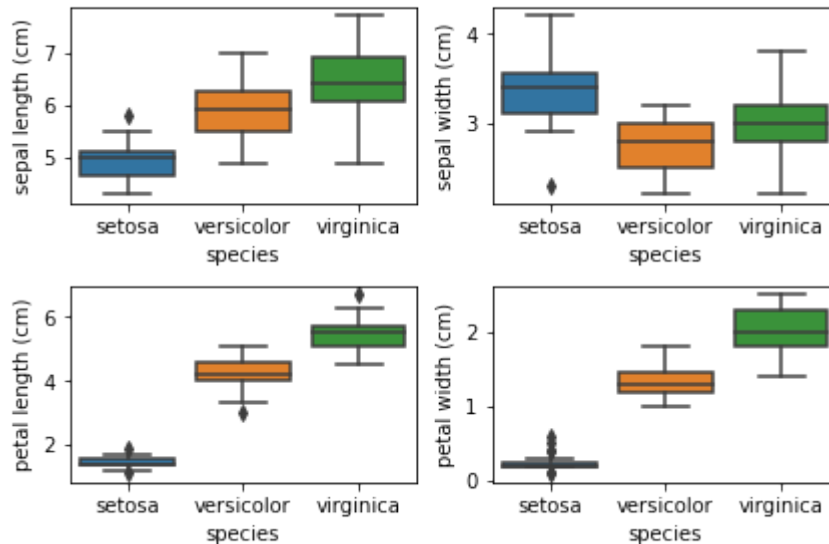 sepal length (cm)
7
6
5
setosa
versicolor
virginica
species
sepal width (cm)
4
3
setosa
versicolor
virginica
species
petal length (cm)
6
4
2
setosa
versicolor
virginica
species
petal width (cm)
2
1
0
setosa
versicolor
virginica
species